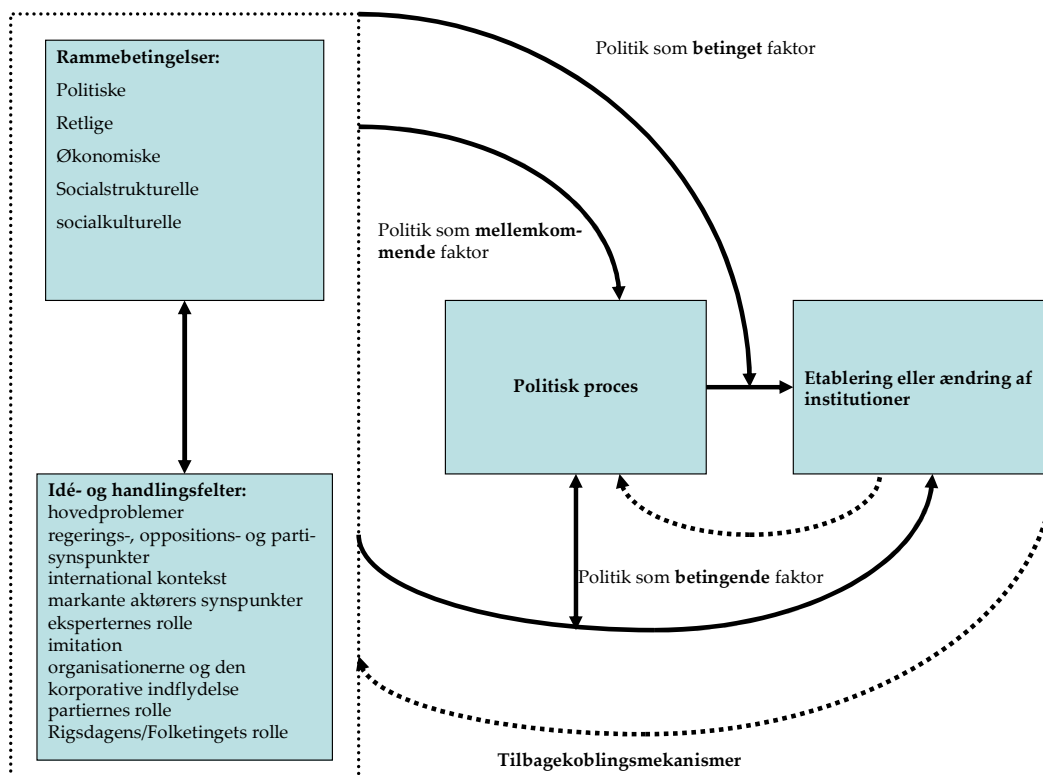 Rammebetingelser:
Politiske
Retlige
Økonomiske
Socialstrukturelle
socialkulturelle
Idé- og handlingsfelter:
hovedproblemer
regerings-, oppositions- og parti-
synspunkter
international kontekst
markante aktørers synspunkter
eksperternes rolle
imitation
organisationerne og den
korporative indflydelse
partiernes rolle
Rigsdagens/Folketingets rolle
Politik som betinget faktor
Politik som mellemkom-
mende faktor
Politisk proces
Etablering eller ændring af
institutioner
Politik som betingende faktor
Tilbagekoblingsmekanismer